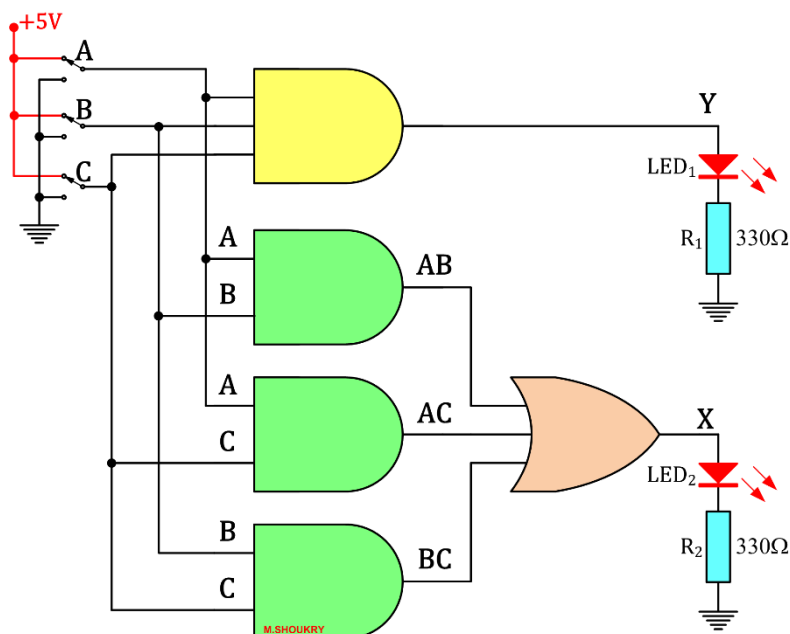 +5V
A
B
C
Y
LED1
R1 330Ω
A
B
AB
A
C
AC
X
LED2
R2 330Ω
B
C
BC
M.SHOUKRY